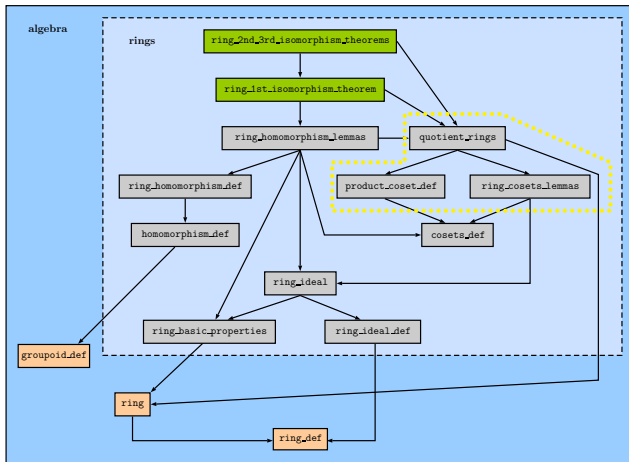 algebra
rings
ring_2nd_3rd_isomorphism_theorems
ring_1st_isomorphism_theorem
ring_homomorphism_lemmas
quotient_rings
ring_homomorphism_def
product_coset_def
ring_cosets_lemmas
homomorphism_def
cosets_def
ring_ideal
ring_basic_properties
ring_ideal_def
groupoid_def
ring
ring_def